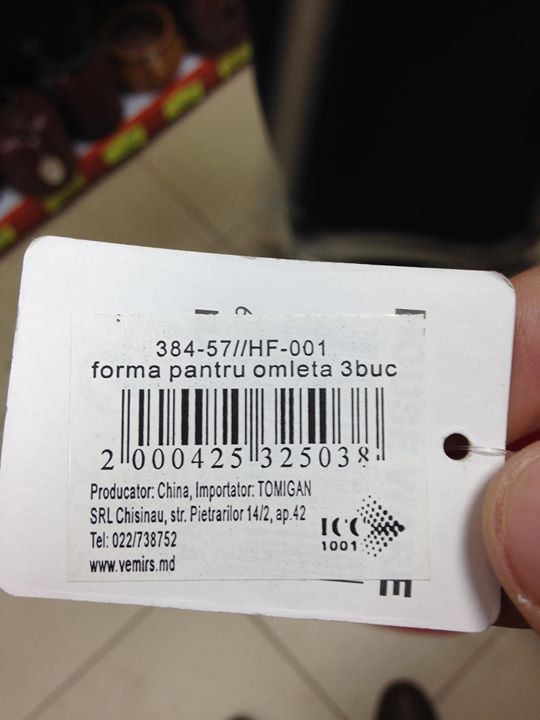 384-57//HF-001
forma pantru omleta 3buc
2 000425 325038
Producator: China, Importator: TOMIGAN
SRL Chisinau, str. Pietrarilor 14/2, ap.42
Tel: 022/738752
www.vemirs.md
ICC
1001